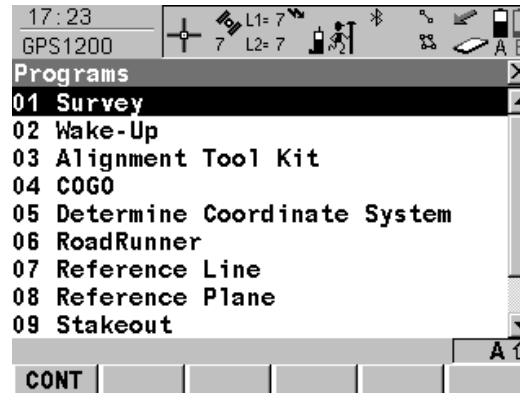 17:23
GPS1200
7 L1= 7
L2= 7
A
Programs
01 Survey
02 Wake-Up
03 Alignment Tool Kit
04 COGO
05 Determine Coordinate System
06 RoadRunner
07 Reference Line
08 Reference Plane
09 Stakeout
A
CONT